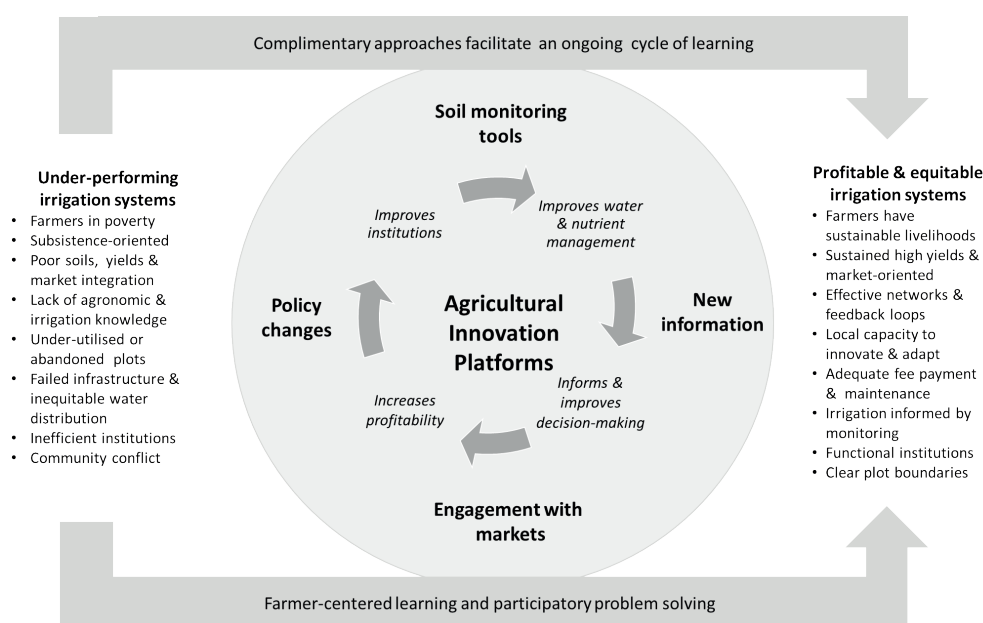 Complimentary approaches facilitate an ongoing cycle of learning
Under-performing
irrigation systems
• Farmers in poverty
• Subsistence-oriented
• Poor soils, yields &
market integration
• Lack of agronomic &
irrigation knowledge
• Under-utilised or
abandoned plots
• Failed infrastructure &
inequitable water
distribution
• Inefficient institutions
• Community conflict
Soil monitoring
tools
Improves water
& nutrient
management
New
information
Informs &
improves
decision-making
Engagement with
markets
Increases
profitability
Policy
changes
Improves
institutions
Agricultural
Innovation
Platforms
Profitable & equitable
irrigation systems
• Farmers have
sustainable livelihoods
• Sustained high yields &
market-oriented
• Effective networks &
feedback loops
• Local capacity to
innovate & adapt
• Adequate fee payment
& maintenance
• Irrigation informed by
monitoring
• Functional institutions
• Clear plot boundaries
Farmer-centered learning and participatory problem solving